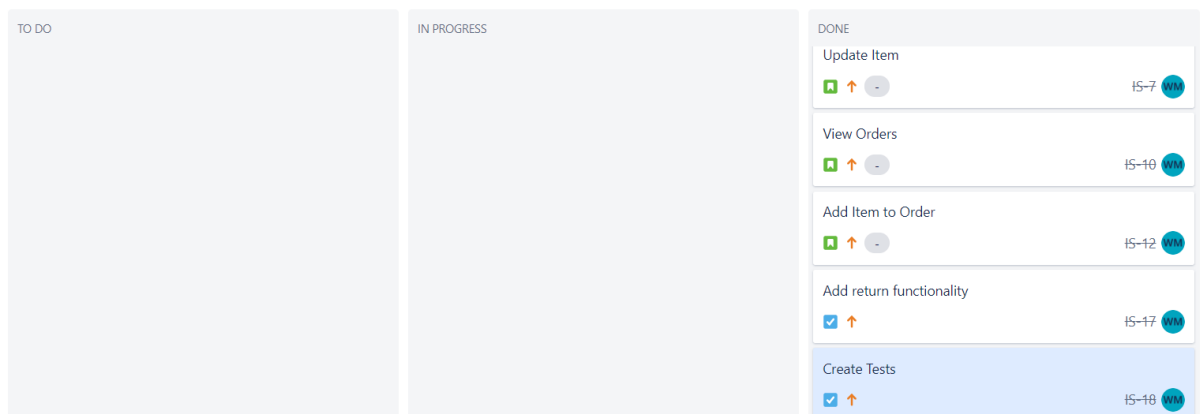 TO DO
IN PROGRESS
DONE
Update Item
-
IS-7 WM
View Orders
-
IS-10 WM
Add Item to Order
-
IS-12 WM
Add return functionality
IS-17 WM
Create Tests
IS-18 WM